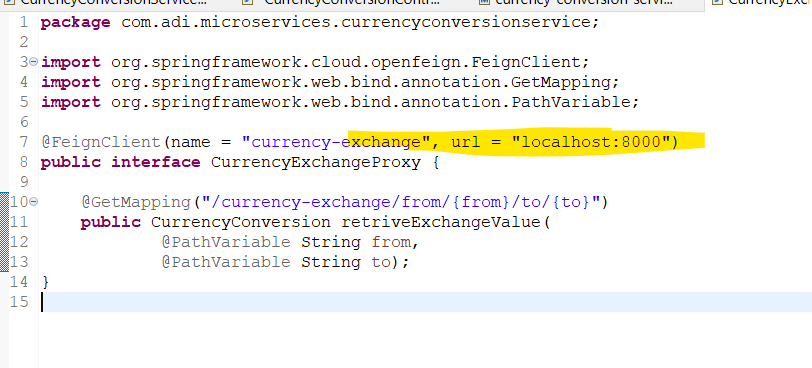 CurrencyConversionService... CurrencyConversionContr... currency-conversion-servi... CurrencyExch
1 package com.adi.microservices.currencyconversionservice;
2
3 import org.springframework.cloud.openfeign.FeignClient;
4 import org.springframework.web.bind.annotation.GetMapping;
5 import org.springframework.web.bind.annotation.PathVariable;
6
7 @FeignClient(name = "currency-exchange", url = "localhost:8000")
8 public interface CurrencyExchangeProxy {
9
10 @GetMapping("/currency-exchange/from/{from}/to/{to}")
11 public CurrencyConversion retriveExchangeValue(
12 @PathVariable String from,
13 @PathVariable String to);
14 }
15